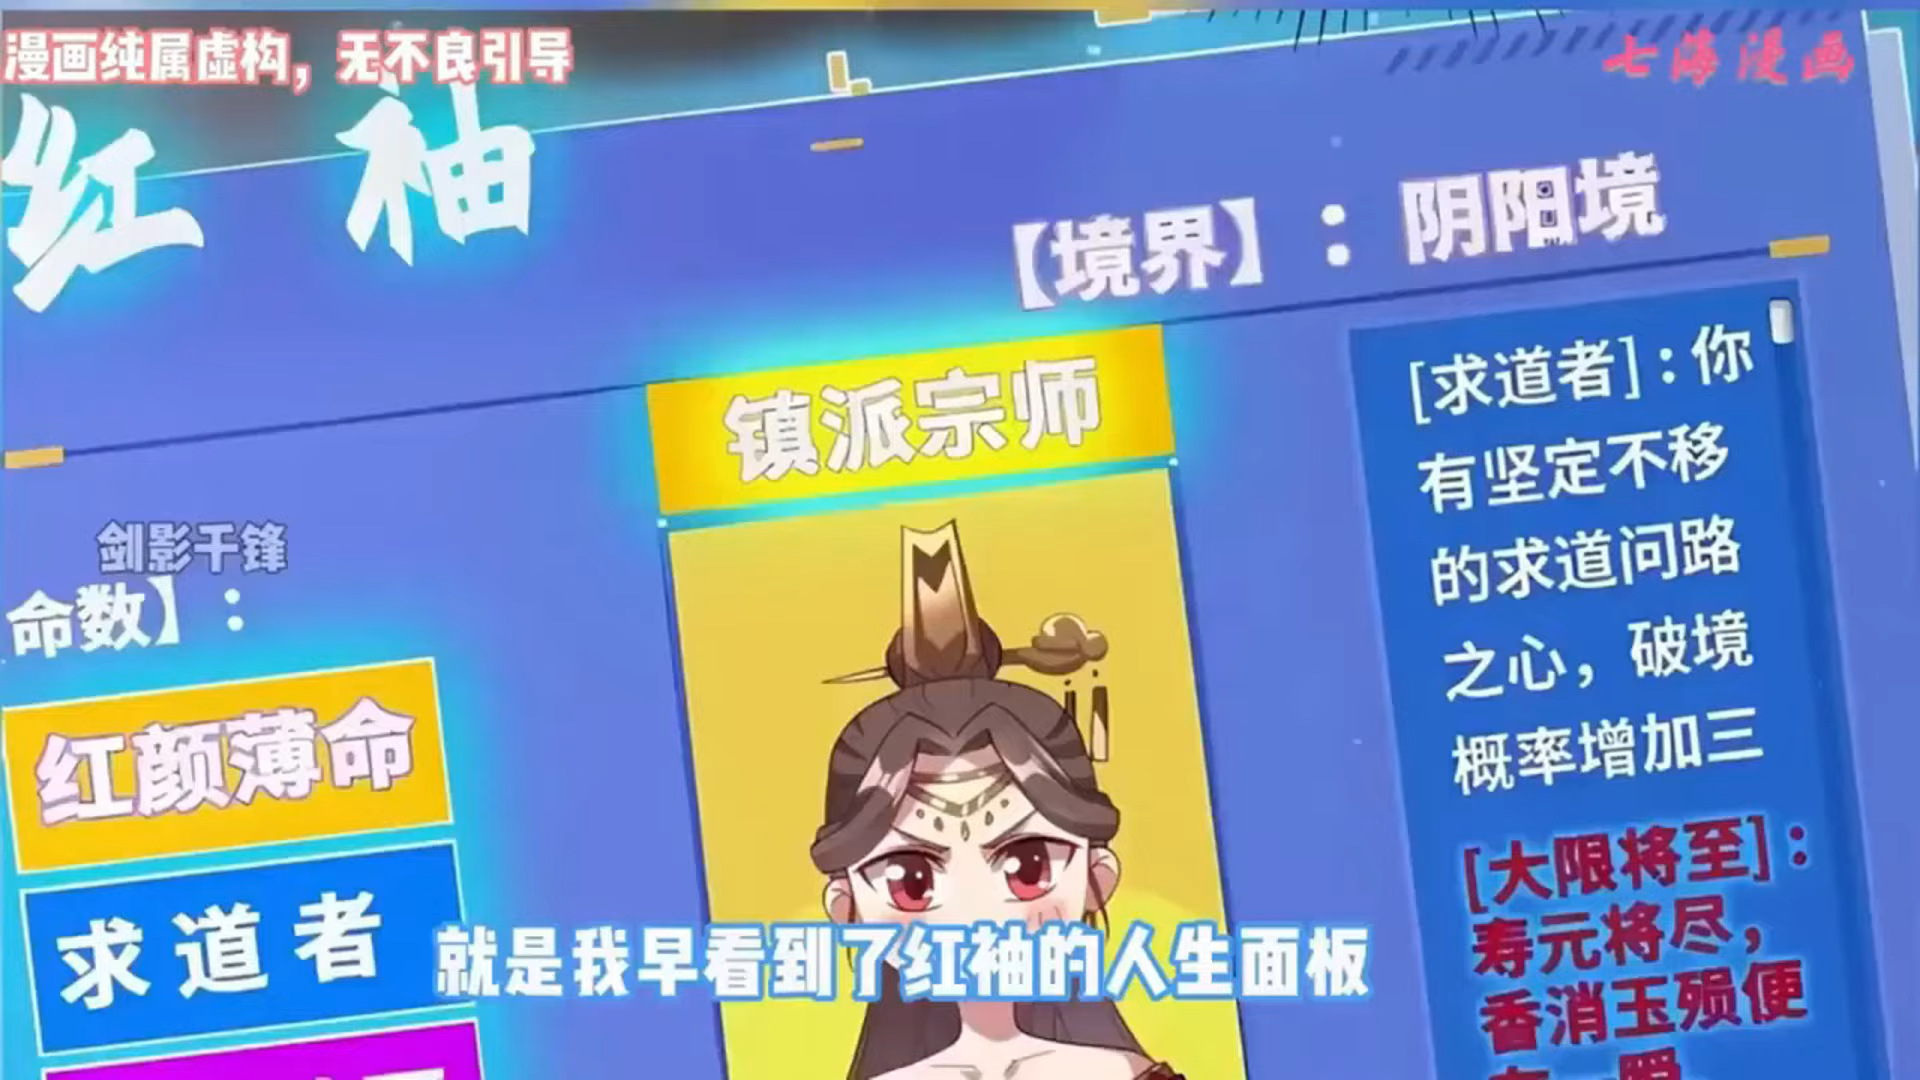 漫画纯属虚构，无不良引导
七海漫画
红袖
【境界】：阴阳境
镇派宗师
剑影千锋
命数】：
红颜薄命
求道者
[求道者]：你
有坚定不移
的求道问路
之心，破境
概率增加三
[大限将至]：
寿元将尽，
香消玉殒便
就是我早看到了红袖的人生面板